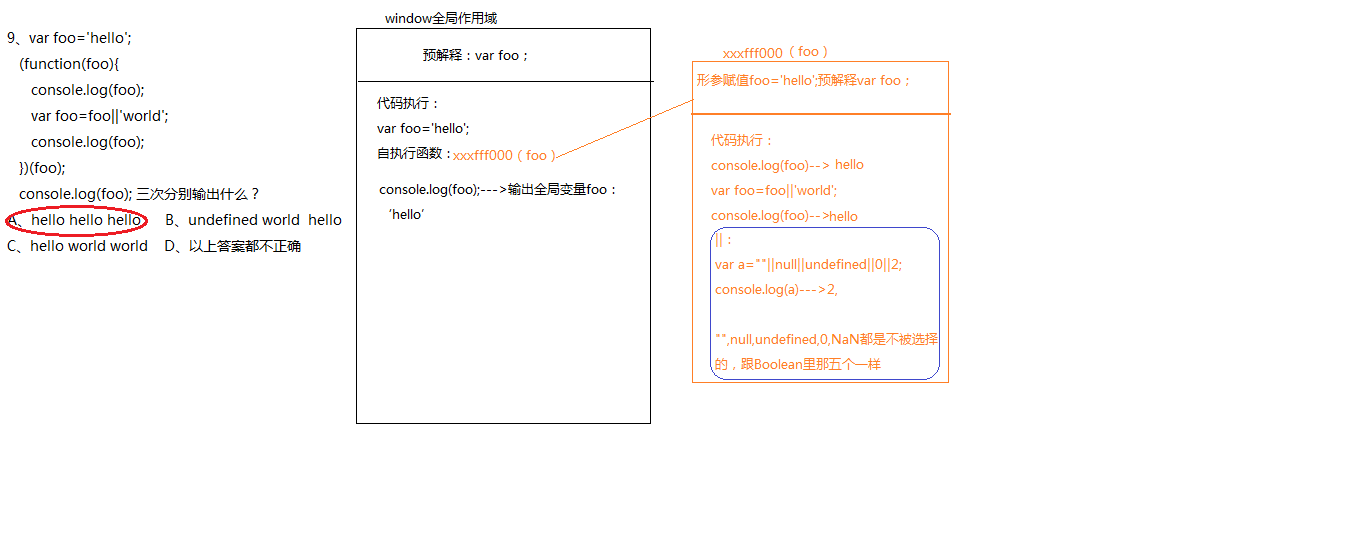 9、var foo='hello';
(function(foo){
console.log(foo);
var foo=foo||'world';
console.log(foo);
})(foo);
console.log(foo); 三次分别输出什么？
A、hello hello hello B、undefined world hello
C、hello world world D、以上答案都不正确
window全局作用域
预解释：var foo；
代码执行：
var foo='hello';
自执行函数：xxxfff000（foo）
console.log(foo);--->输出全局变量foo：
‘hello’
xxxfff000（foo）
形参赋值foo='hello';预解释var foo；
代码执行：
console.log(foo)--> hello
var foo=foo||'world';
console.log(foo)-->hello
||：
var a=""||null||undefined||0||2;
console.log(a)--->2,
"",null,undefined,0,NaN都是不被选择
的，跟Boolean里那五个一样